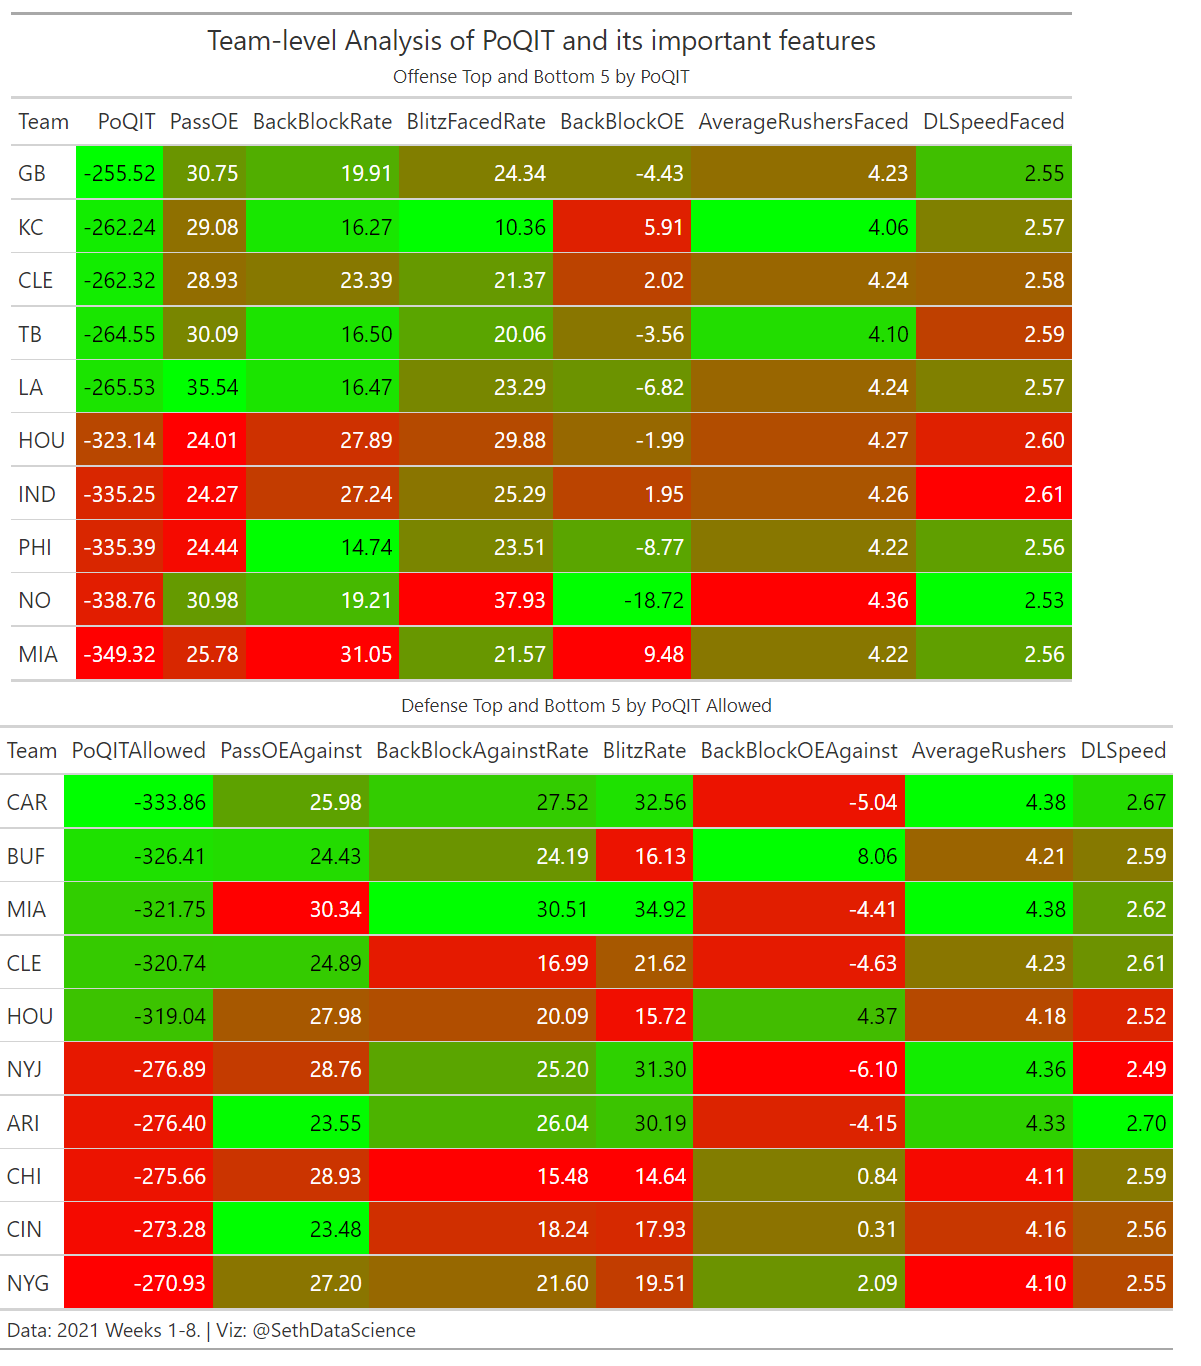 Team-level Analysis of PoQIT and its important features
Offense Top and Bottom 5 by PoQIT
Team PoQIT PassOE BackBlockRate BlitzFacedRate BackBlockOE AverageRushersFaced DLSpeedFaced
GB -255.52 30.75 19.91 24.34 -4.43 4.23 2.55
KC -262.24 29.08 16.27 10.36 5.91 4.06 2.57
CLE -262.32 28.93 23.39 21.37 2.02 4.24 2.58
TB -264.55 30.09 16.50 20.06 -3.56 4.10 2.59
LA -265.53 35.54 16.47 23.29 -6.82 4.24 2.57
HOU -323.14 24.01 27.89 29.88 -1.99 4.27 2.60
IND -335.25 24.27 27.24 25.29 1.95 4.26 2.61
PHI -335.39 24.44 14.74 23.51 -8.77 4.22 2.56
NO -338.76 30.98 19.21 37.93 -18.72 4.36 2.53
MIA -349.32 25.78 31.05 21.57 9.48 4.22 2.56
Defense Top and Bottom 5 by PoQIT Allowed
Team PoQITAllowed PassOEAgainst BackBlockAgainstRate BlitzRate BackBlockOEAgainst AverageRushers DLSpeed
CAR -333.86 25.98 27.52 32.56 -5.04 4.38 2.67
BUF -326.41 24.43 24.19 16.13 8.06 4.21 2.59
MIA -321.75 30.34 30.51 34.92 -4.41 4.38 2.62
CLE -320.74 24.89 16.99 21.62 -4.63 4.23 2.61
HOU -319.04 27.98 20.09 15.72 4.37 4.18 2.52
NYJ -276.89 28.76 25.20 31.30 -6.10 4.36 2.49
ARI -276.40 23.55 26.04 30.19 -4.15 4.33 2.70
CHI -275.66 28.93 15.48 14.64 0.84 4.11 2.59
CIN -273.28 23.48 18.24 17.93 0.31 4.16 2.56
NYG -270.93 27.20 21.60 19.51 2.09 4.10 2.55
Data: 2021 Weeks 1-8. | Viz: @SethDataScience